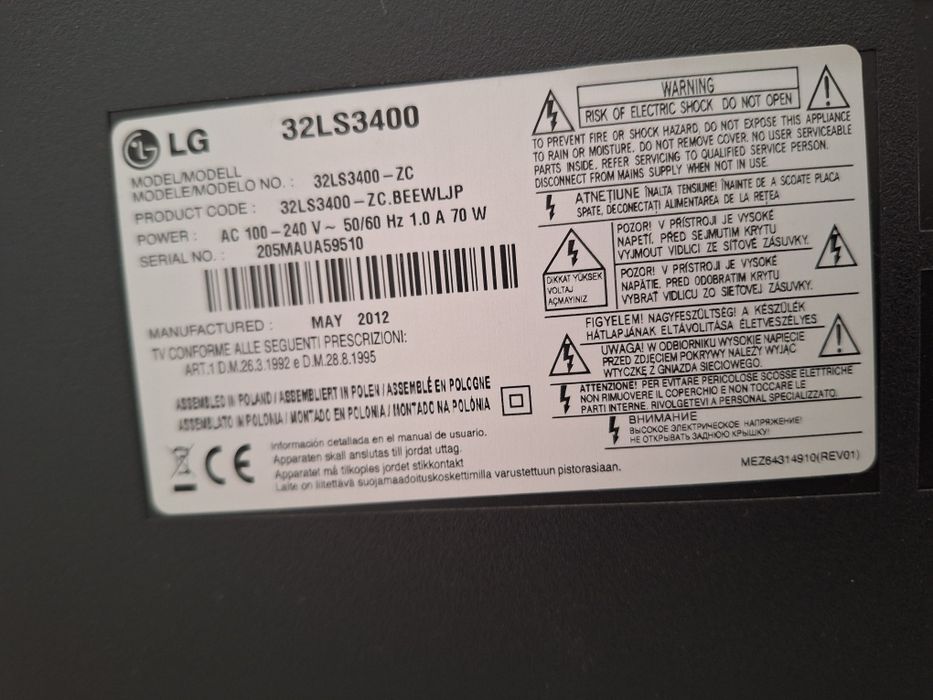 LG
32LS3400
MODEL/MODELL
MODELE/MODELO NO. : 32LS3400-ZC
PRODUCT CODE : 32LS3400-ZC.BEEWLJP
POWER : AC 100-240 V~ 50/60 Hz 1.0 A 70 W
SERIAL NO. : 205MAUA59510
MANUFACTURED : MAY 2012
TV CONFORME ALLE SEGUENTI PRESCRIZIONI:
ART.1 D.M.26.3.1992 e D.M.28.8.1995
ASSEMBLED IN POLAND / ASSEMBLIERT IN POLEN / ASSEMBLÉ EN POLOGNE
ASSEMBLATO IN POLONIA / MONTADO EN POLONIA / MONTADO NA POLÓNIA
CE
Información detallada en el manual de usuario.
Apparaten skall anslutas till jordat uttag.
Apparatet må tilkoples jordet stikkontakt
Laite on liitettävä suojamaadoituskoskettimilla varustettuun pistorasiaan.
WARNING
RISK OF ELECTRIC SHOCK DO NOT OPEN
TO PREVENT FIRE OR SHOCK HAZARD, DO NOT EXPOSE THIS APPLIANCE
TO RAIN OR MOISTURE. DO NOT REMOVE COVER. NO USER SERVICEABLE
PARTS INSIDE. REFER SERVICING TO QUALIFIED SERVICE PERSON.
DISCONNECT FROM MAINS SUPPLY WHEN NOT IN USE.
ATNEŢIUNE ÎNALTA TENSIUNE! ÎNAINTE DE A SCOATE PLACA
SPATE, DECONECTAŢI ALIMENTAREA DE LA REŢEA
DIKKAT YÜKSEK
VOLTAJ
AÇMAYINIZ
POZOR! V PŘÍSTROJI JE VYSOKÉ
NAPĚTÍ. PŘED SEJMUTIM KRYTU
VYJMOUT VIDLICI ZE SÍŤOVÉ ZÁSUVKY.
POZOR! V PRÍSTROJI JE VYSOKÉ
NAPÄTIE. PRED ODOBRATIM KRYTU
VYBRAŤ VIDLICU ZO SIEŤOVEJ ZÁSUVKY.
FIGYELEM! NAGYFESZÜLTSÉG! A KÉSZÜLÉK
HÁTLAPJÁNAK ELTÁVOLÍTÁSA ÉLETVESZÉLYES
UWAGA! W ODBIORNIKU WYSOKIE NAPIĘCIE
PRZED ZDJĘCIEM POKRYWY NALEŻY WYJĄĆ
WTYCZKĘ Z GNIAZDA SIECIOWEGO.
ATTENZIONE! PER EVITARE PERICOLOSE SCOSSE ELETTRICHE
NON RIMUOVERE IL COPERCHIO E NON TOCCARE LE
PARTI INTERNE. RIVOLGETEVI A PERSONAL SPECIALIZZATO.
ВНИМАНИЕ
ВЫСОКОЕ ЭЛЕКТРИЧЕСКОЕ НАПРЯЖЕНИЕ!
НЕ ОТКРЫВАТЬ ЗАДНЮЮ КРЫШКУ!
MEZ64314910(REV01)